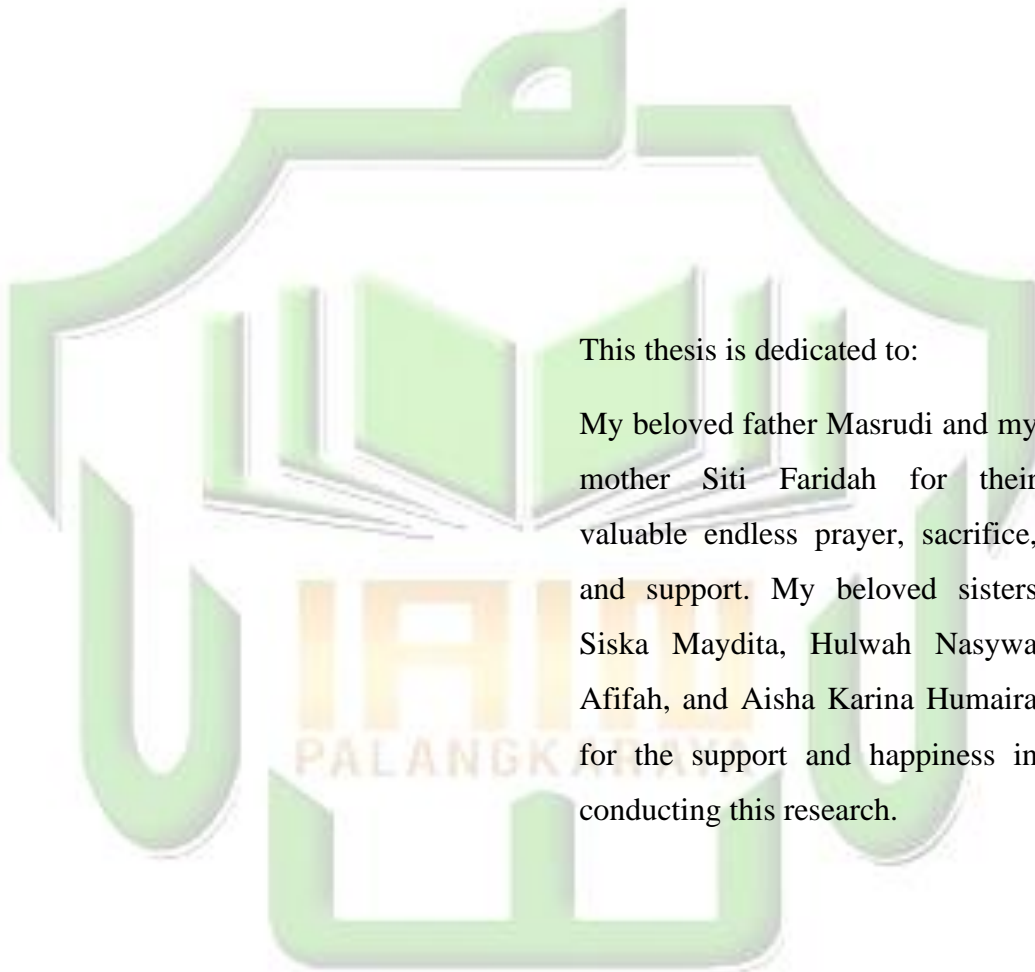 This thesis is dedicated to:
My beloved father Masrudi and my
mother Siti Faridah for their
valuable endless prayer, sacrifice,
and support. My beloved sisters
Siska Maydita, Hulwah Nasywa
Afifah, and Aisha Karina Humaira
for the support and happiness in
conducting this research.
IAIN
PALANGKARAYA